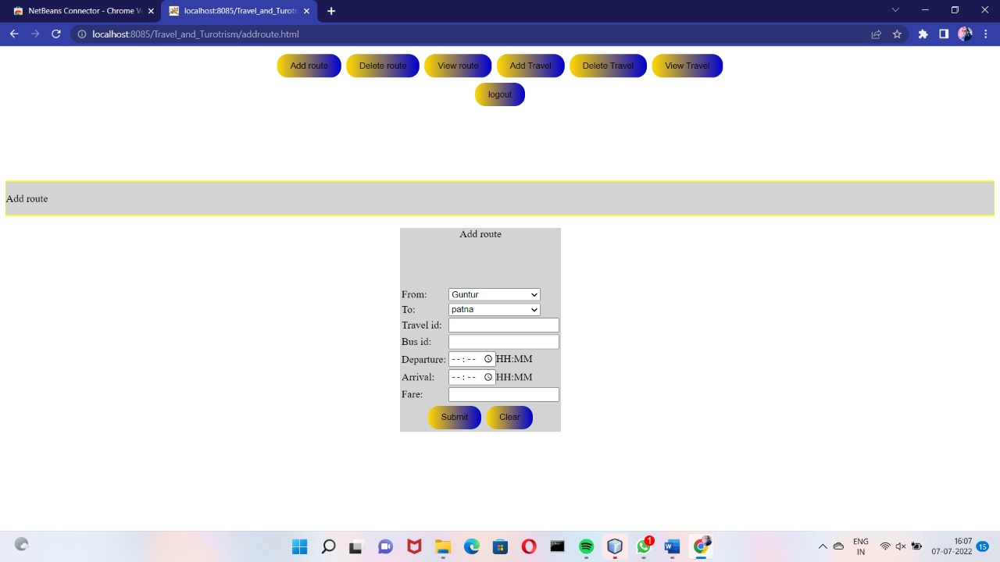 NetBeans Connector - Chrome W
localhost:8085/Travel_and_Turotr
localhost:8085/Travel_and_Turotrism/addroute.html
Add route Delete route View route Add Travel Delete Travel View Travel
logout
Add route
Add route
From: Guntur
To: patna
Travel id:
Bus id:
Departure: --:-- HH:MM
Arrival: --:-- HH:MM
Fare:
Submit Clear
1
ENG
IN
16:07
07-07-2022
15